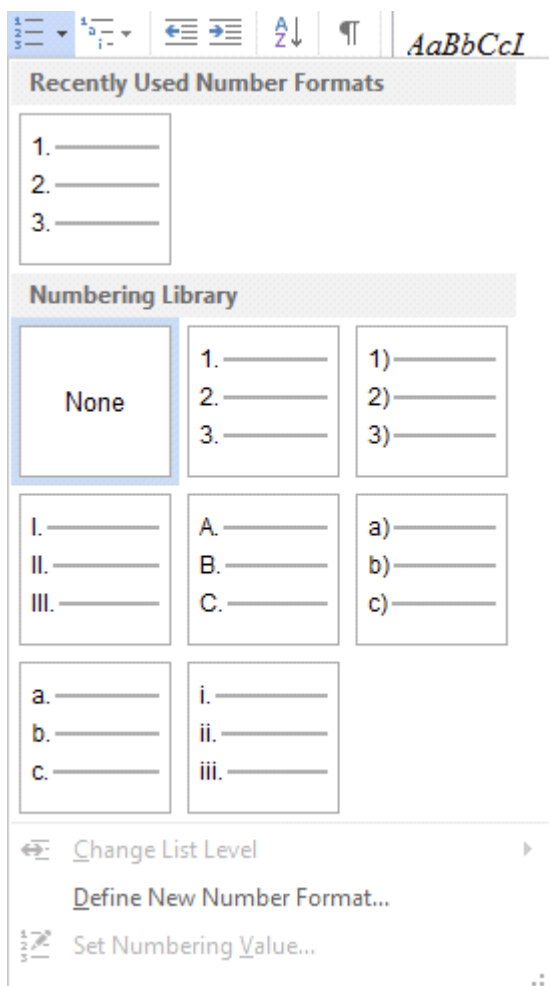 AaBbCcI
Recently Used Number Formats
1.
2.
3.
Numbering Library
None
1.
2.
3.
1)
2)
3)
I.
II.
III.
A.
B.
C.
a)
b)
c)
a.
b.
c.
i.
ii.
iii.
Change List Level
Define New Number Format...
Set Numbering Value...